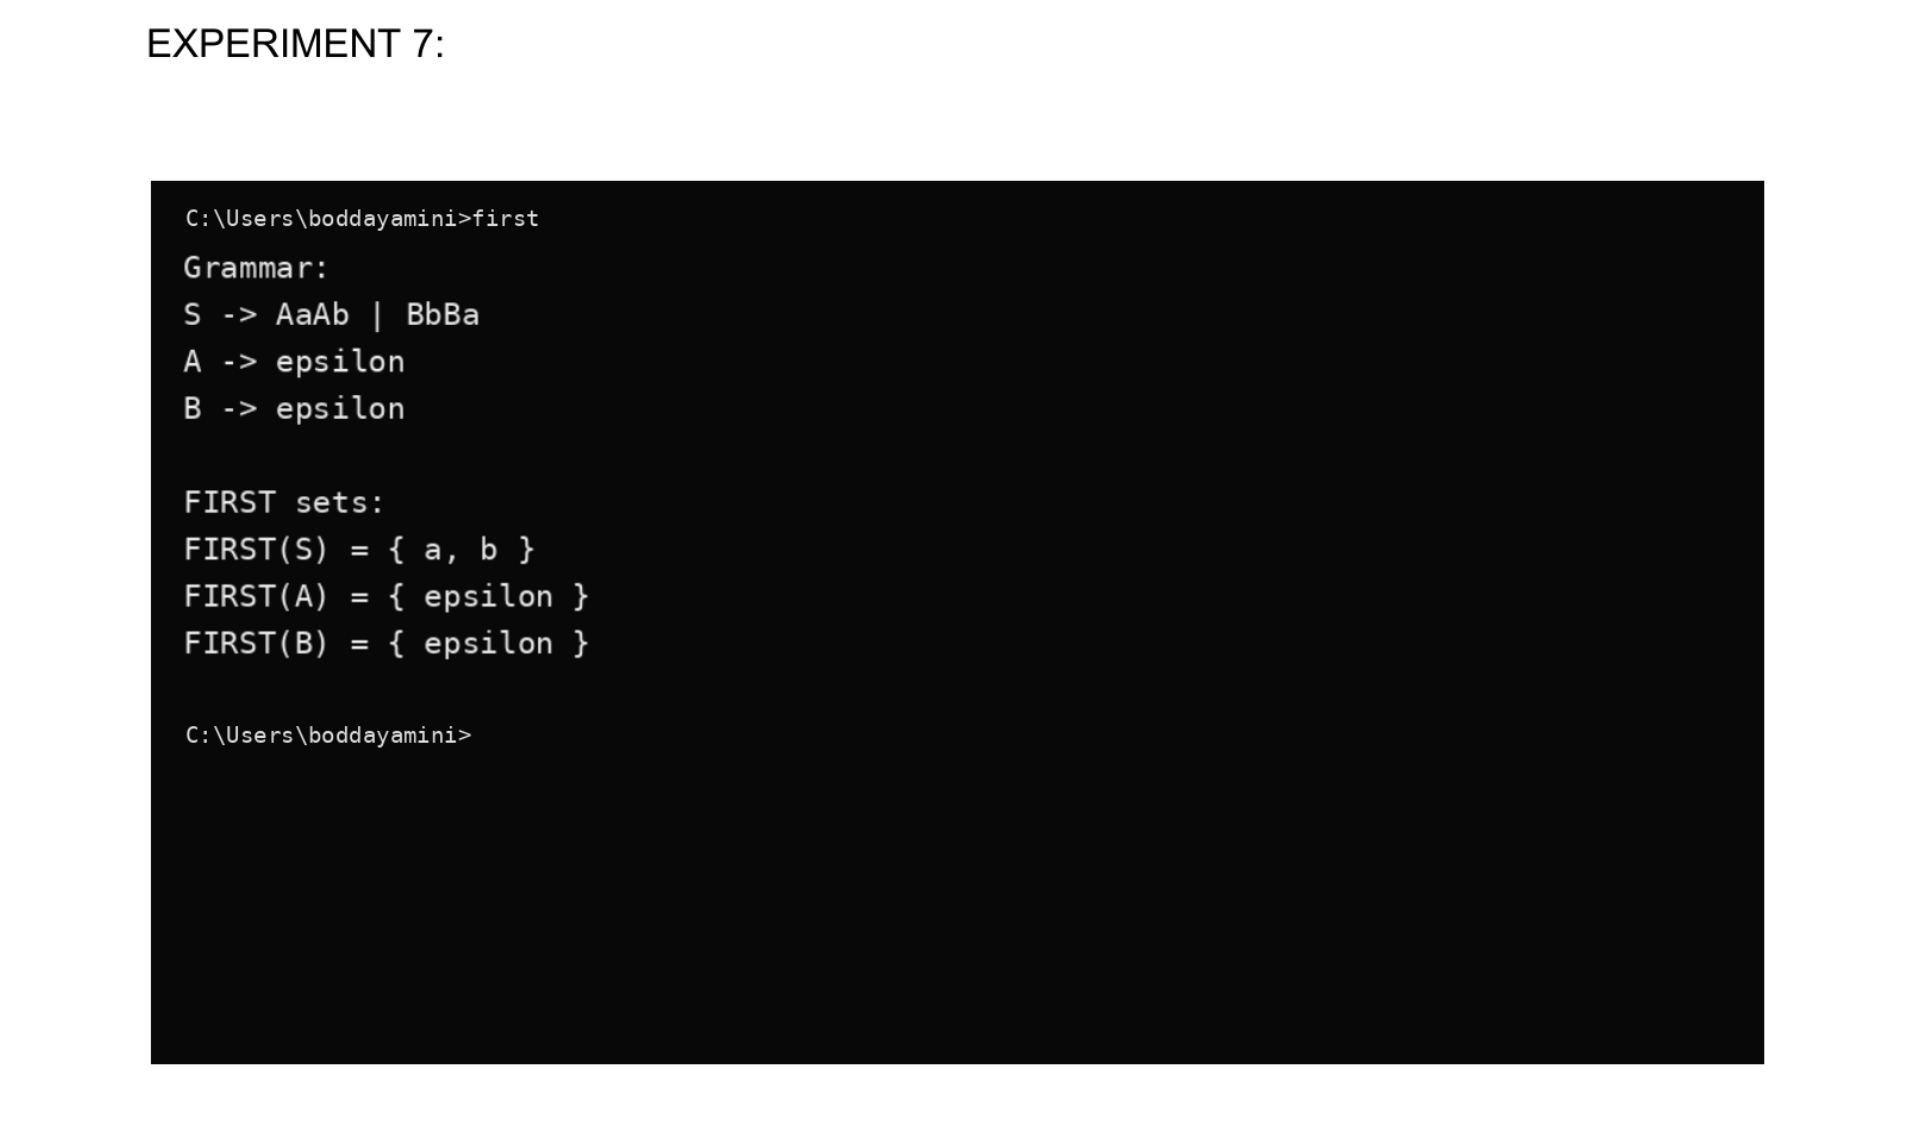 EXPERIMENT 7:
C:\Users\boddayamini>first
Grammar:
S -> AaAb | BbBa
A -> epsilon
B -> epsilon
FIRST sets:
FIRST(S) = { a, b }
FIRST(A) = { epsilon }
FIRST(B) = { epsilon }
C:\Users\boddayamini>